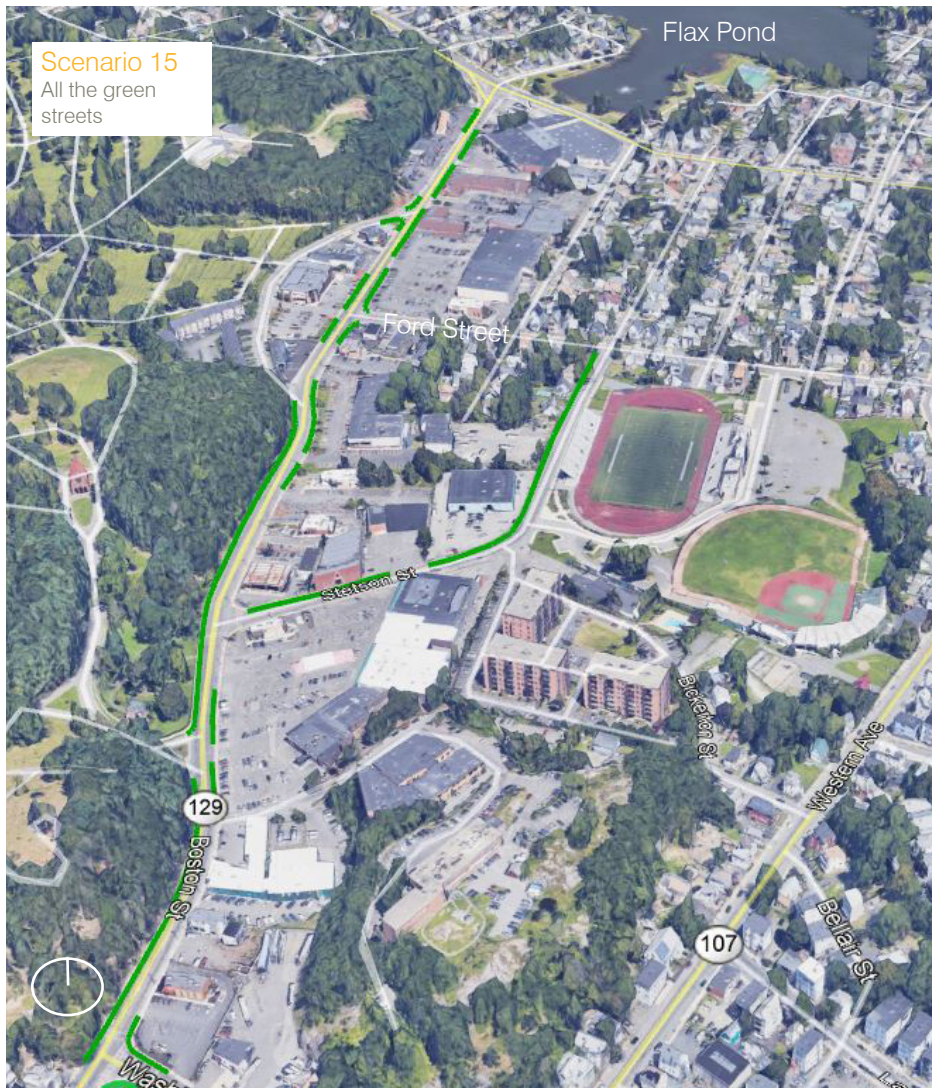 Flax Pond
Scenario 15
All the green
streets
Ford Street
Stetson St
Bickerton St
Western Ave
129
Boston St
Bellair St
107